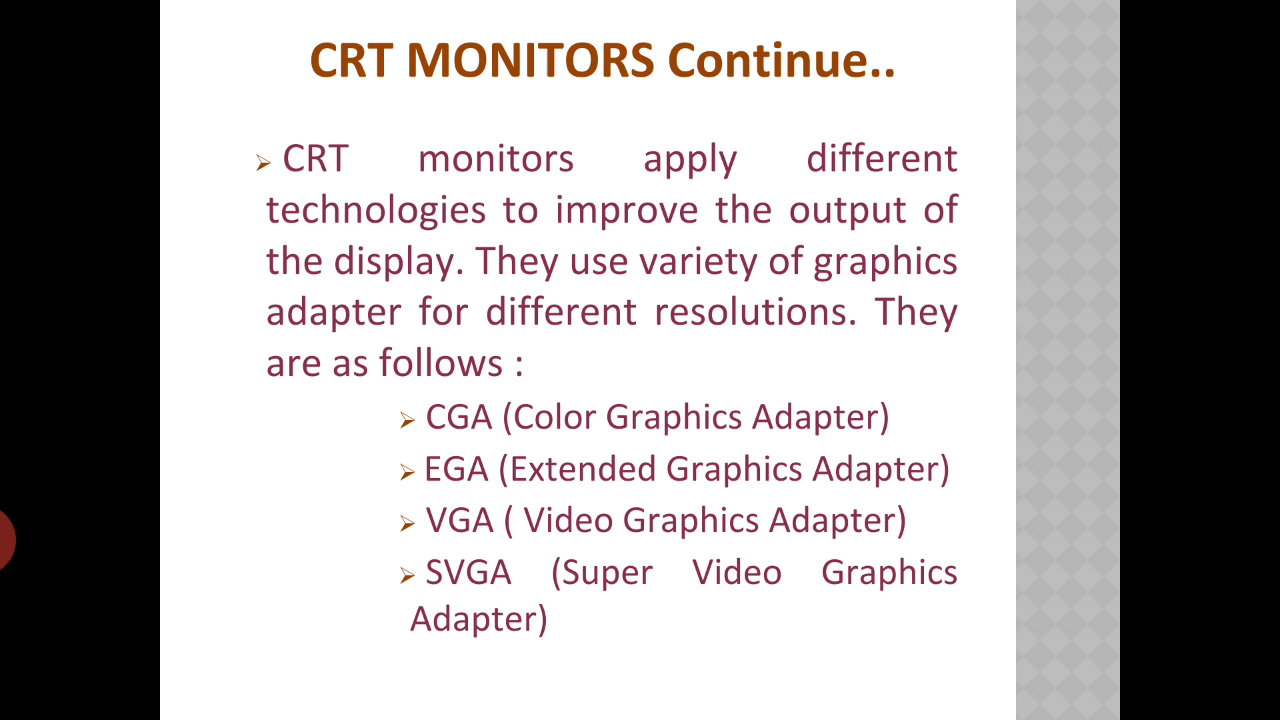 CRT MONITORS Continue..
➢ CRT monitors apply different
technologies to improve the output of
the display. They use variety of graphics
adapter for different resolutions. They
are as follows :
➢ CGA (Color Graphics Adapter)
➢ EGA (Extended Graphics Adapter)
➢ VGA ( Video Graphics Adapter)
➢ SVGA (Super Video Graphics
Adapter)